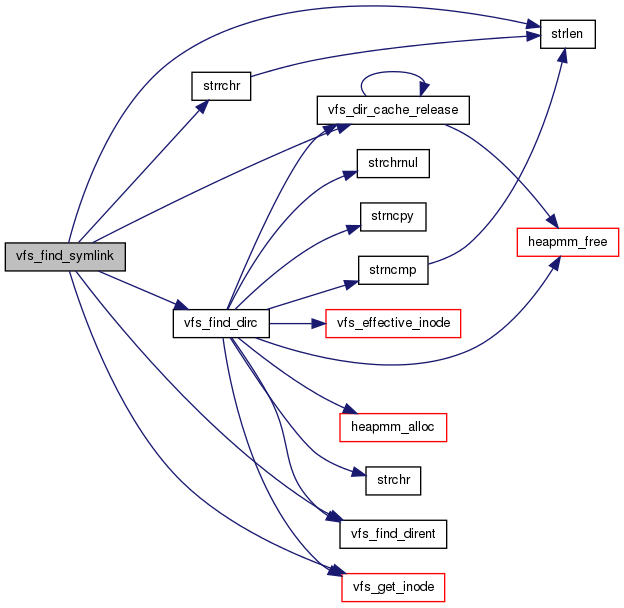 strlen
strrchr
vfs_dir_cache_release
strchrnul
strncpy
heapmm_free
vfs_find_symlink
strncmp
vfs_find_dirc
vfs_effective_inode
heapmm_alloc
strchr
vfs_find_dirent
vfs_get_inode